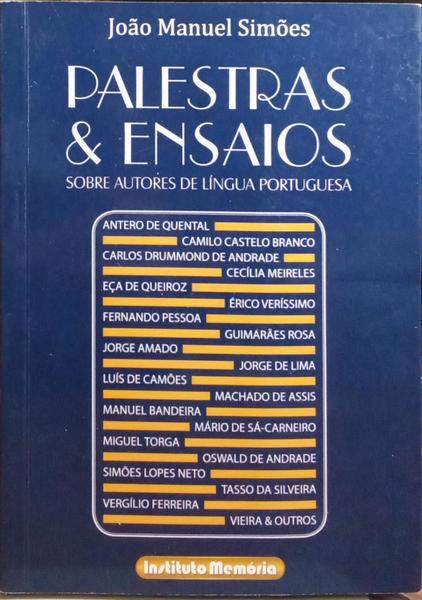 João Manuel Simões
PALESTRAS
& ENSAIOS
SOBRE AUTORES DE LÍNGUA PORTUGUESA
ANTERO DE QUENTAL
CAMILO CASTELO BRANCO
CARLOS DRUMMOND DE ANDRADE
CECÍLIA MEIRELES
EÇA DE QUEIROZ
ÉRICO VERÍSSIMO
FERNANDO PESSOA
GUIMARÃES ROSA
JORGE AMADO
JORGE DE LIMA
LUÍS DE CAMÕES
MACHADO DE ASSIS
MANUEL BANDEIRA
MÁRIO DE SÁ-CARNEIRO
MIGUEL TORGA
OSWALD DE ANDRADE
SIMÕES LOPES NETO
TASSO DA SILVEIRA
VERGÍLIO FERREIRA
VIEIRA & OUTROS
Instituto Memória